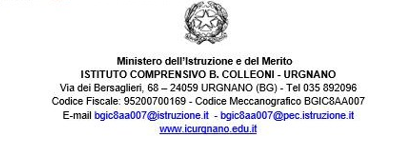 Ministero dell'Istruzione e del Merito
ISTITUTO COMPRENSIVO B. COLLEONI - URGNANO
Via dei Bersaglieri, 68 – 24059 URGNANO (BG) - Tel 035 892096
Codice Fiscale: 95200700169 - Codice Meccanografico BGIC8AA007
E-mail bgic8aa007@istruzione.it - bgic8aa007@pec.istruzione.it
www.icurgnano.edu.it